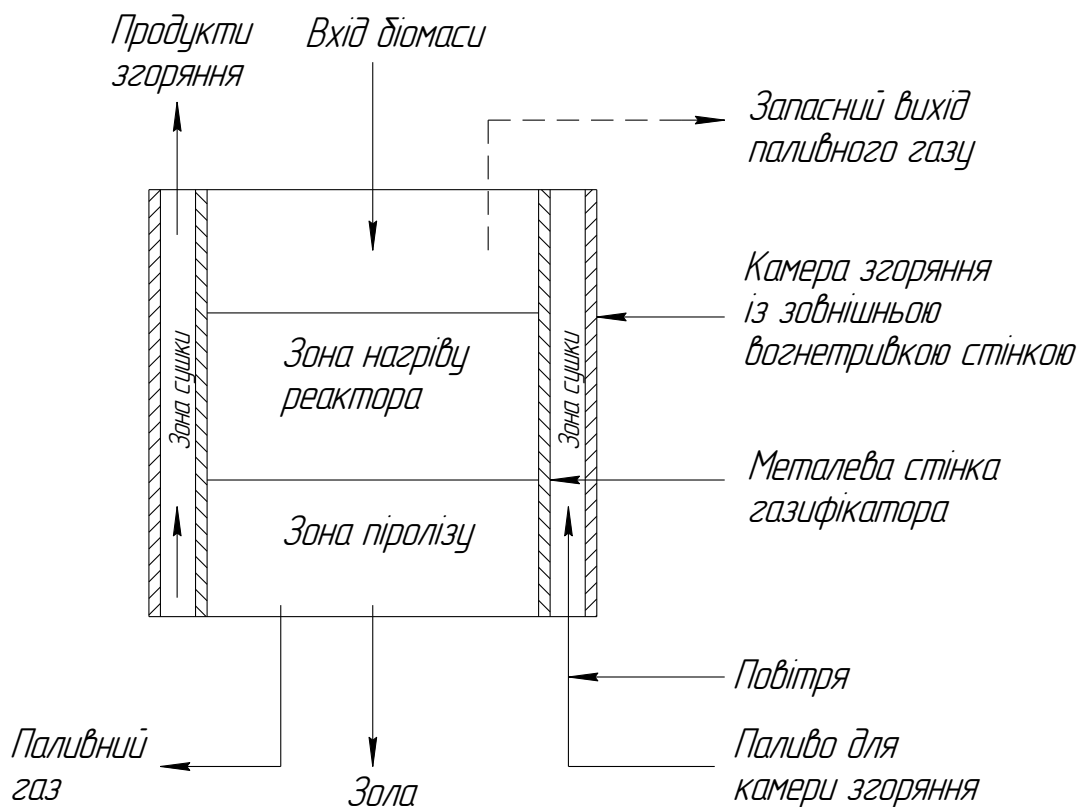 Продукти
згоряння
Вхід біомаси
Запасний вихід
паливного газу
Камера згоряння
із зовнішньою
вогнетривкою стінкою
Зона сушки
Зона нагріву
реактора
Зона сушки
Металева стінка
газифікатора
Зона піролізу
Повітря
Паливний
газ
Зола
Паливо для
камери згоряння